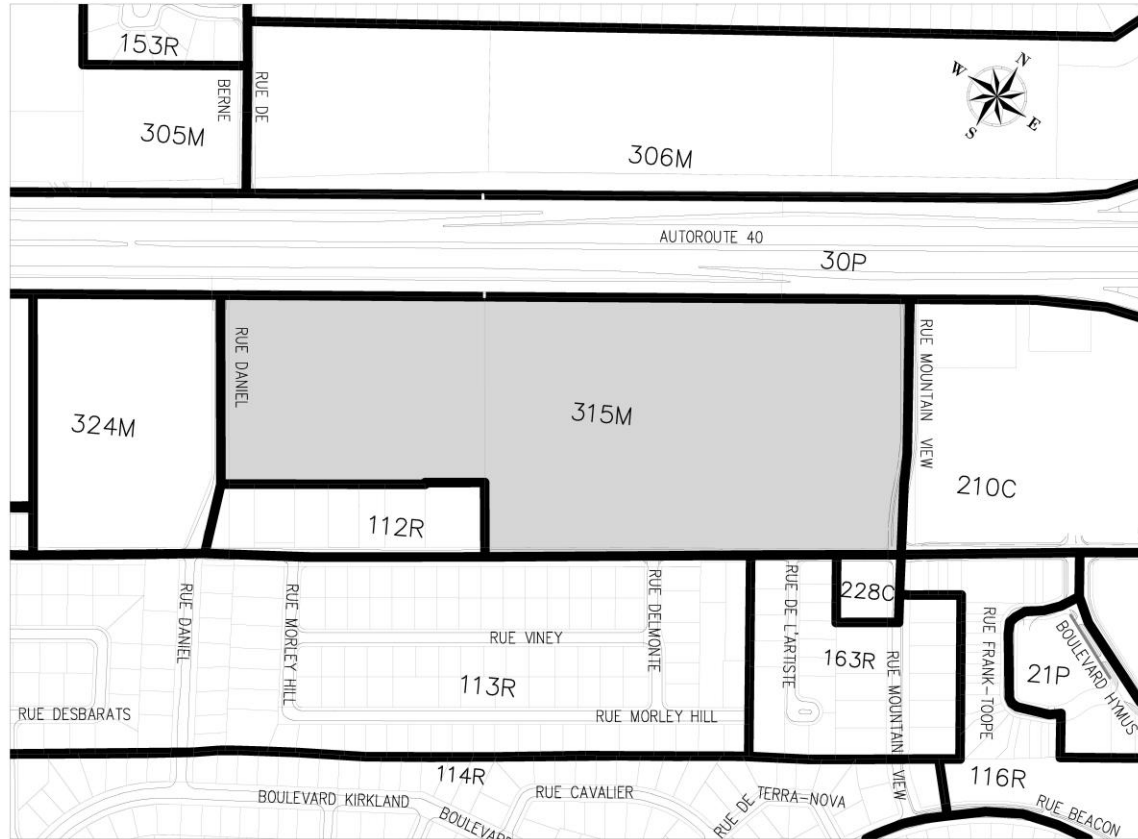 153R
RUE DE
BERNE
N
W
E
S
305M
306M
AUTOROUTE 40
30P
RUE DANIEL
RUE MOUNTAIN VIEW
315M
324M
210C
112R
RUE DANIEL
RUE MORLEY HILL
RUE DELMONTE
RUE DE L'ARTISTE
228C
RUE VINEY
163R
RUE MOUNTAIN VIEW
RUE FRANK-TOOPE
21P
BOULEVARD HYMUS
113R
RUE DESBARATS
RUE MORLEY HILL
114R
116R
BOULEVARD KIRKLAND
RUE CAVALIER
RUE DE TERRA-NOVA
RUE BEACON
BOULEVARD